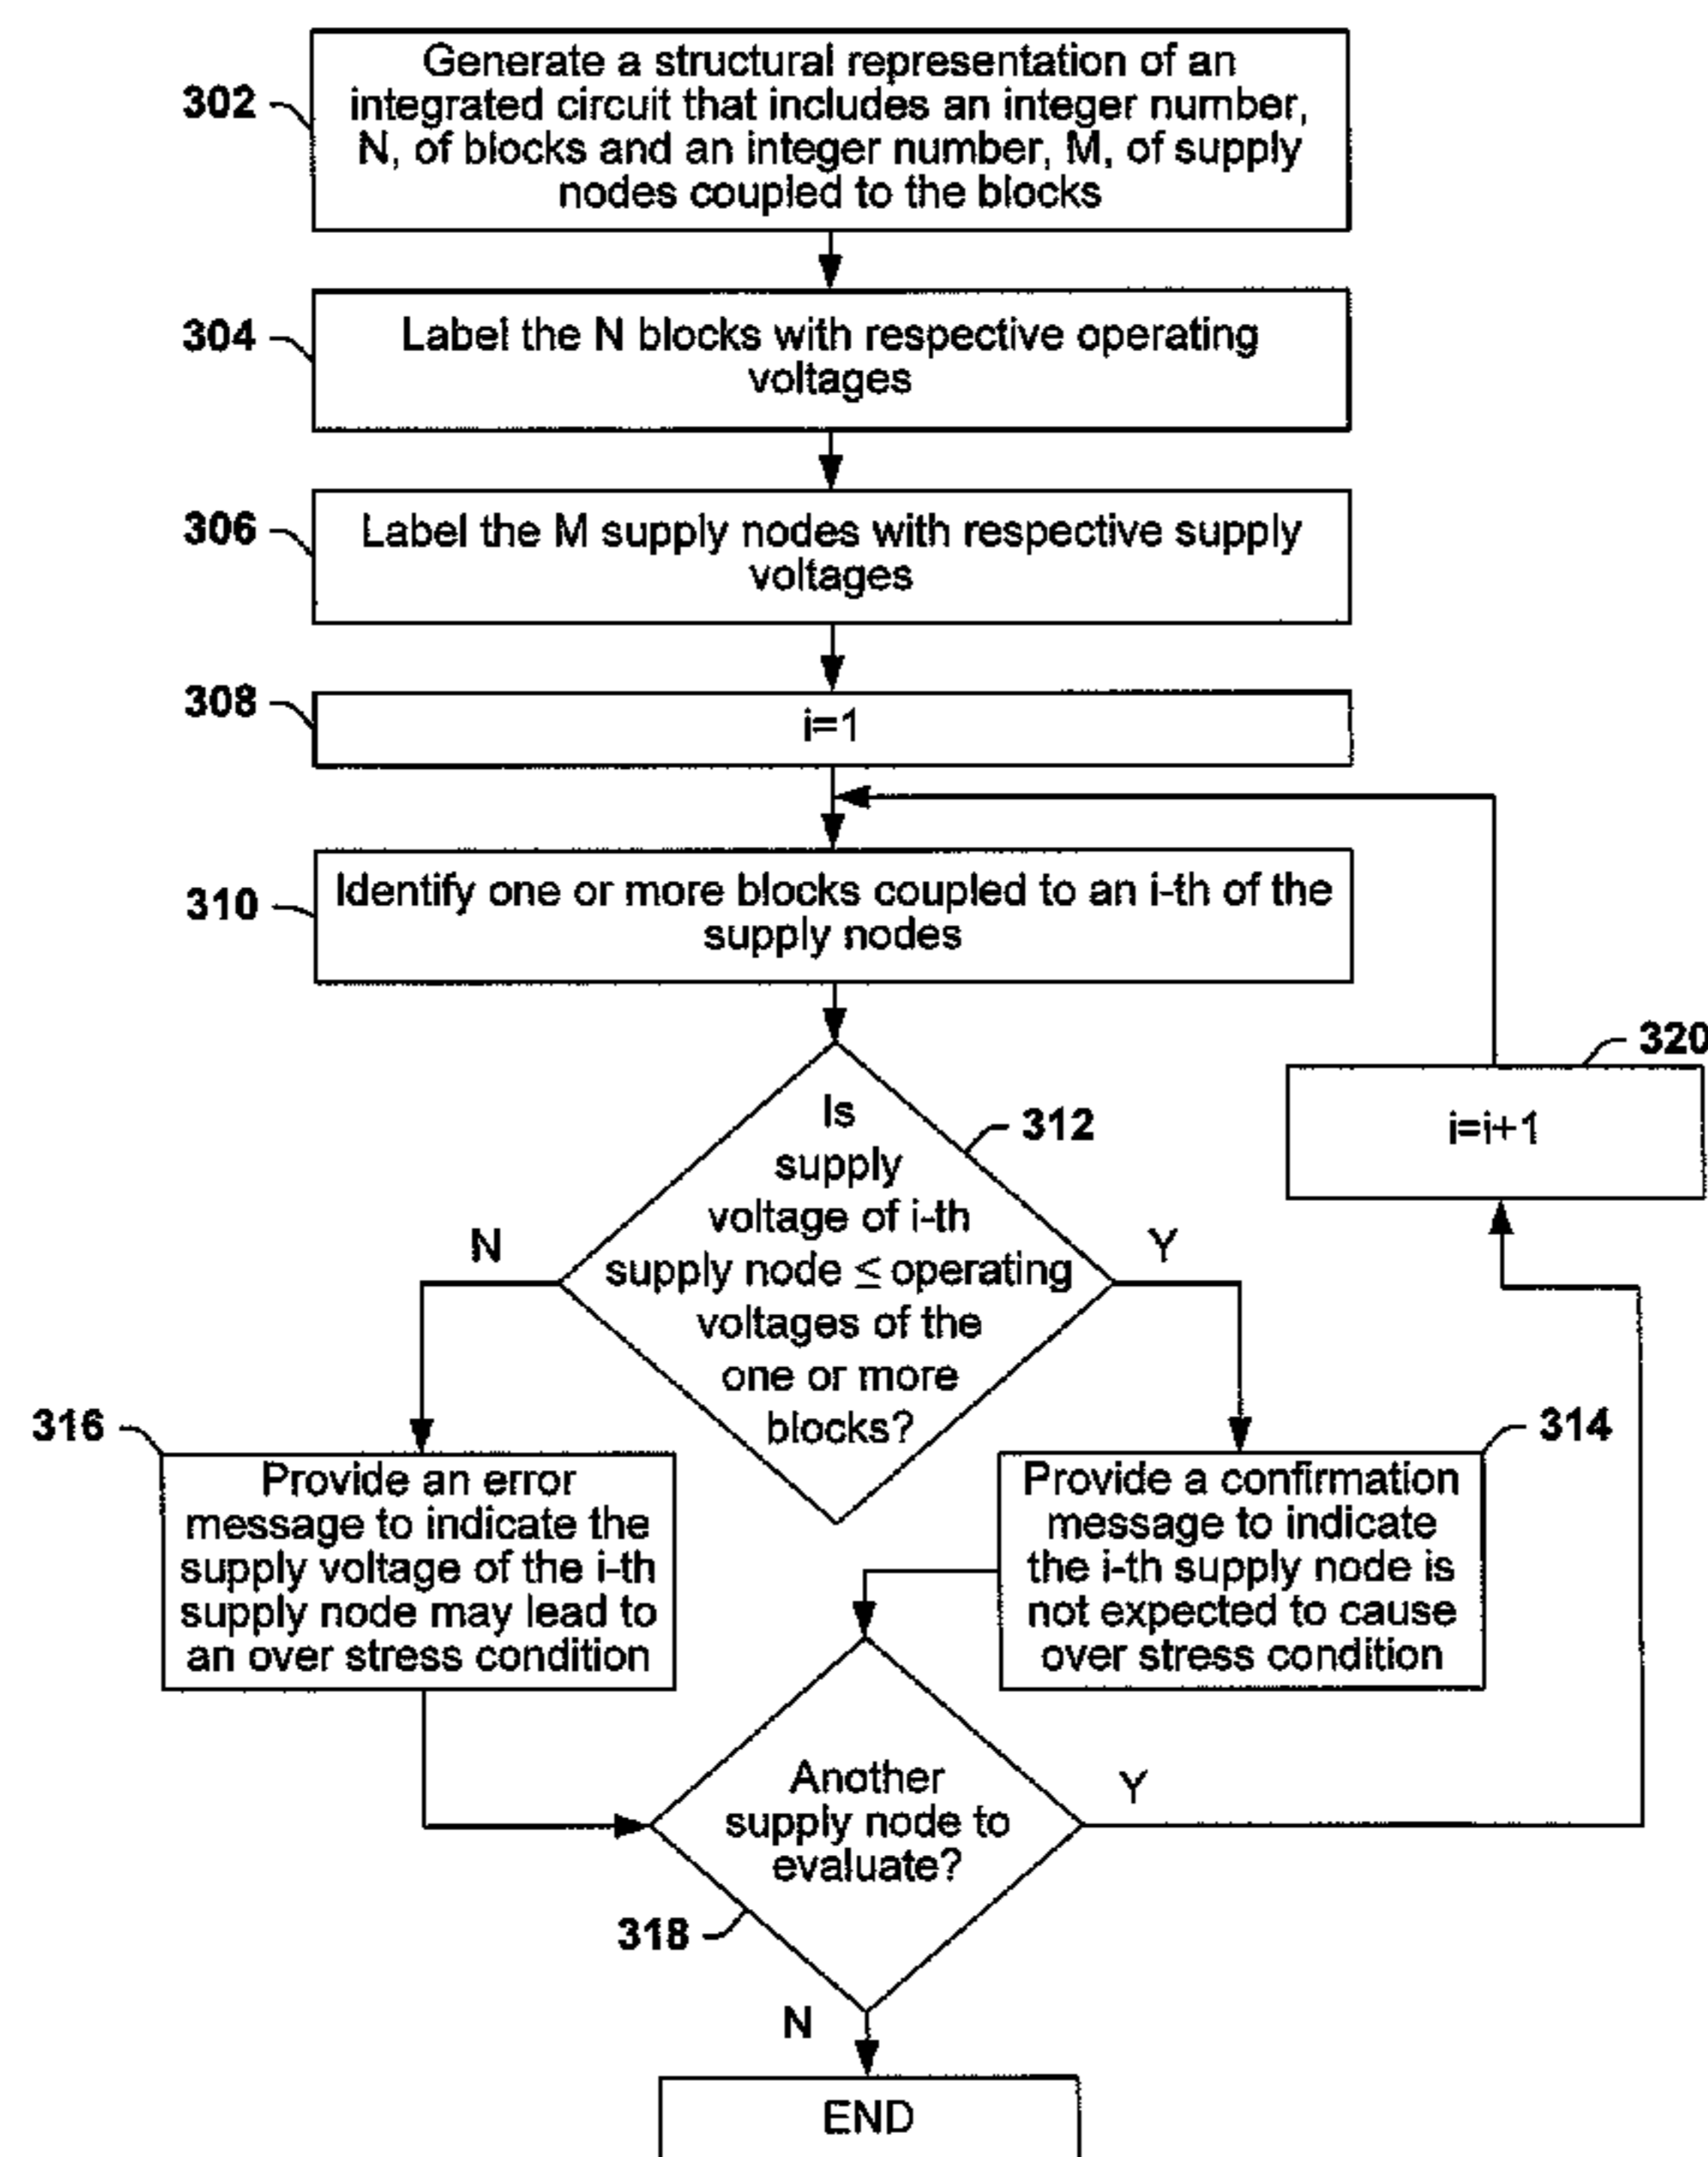 302
Generate a structural representation of an
integrated circuit that includes an integer number,
N, of blocks and an integer number, M, of supply
nodes coupled to the blocks
304
Label the N blocks with respective operating
voltages
306
Label the M supply nodes with respective supply
voltages
308
i=1
310
Identify one or more blocks coupled to an i-th of the
supply nodes
320
i=i+1
312
Is
supply
voltage of i-th
supply node ≤ operating
voltages of the
one or more
blocks?
N
Y
316
Provide an error
message to indicate the
supply voltage of the i-th
supply node may lead to
an over stress condition
314
Provide a confirmation
message to indicate
the i-th supply node is
not expected to cause
over stress condition
Another
supply node to
evaluate?
Y
318
N
END